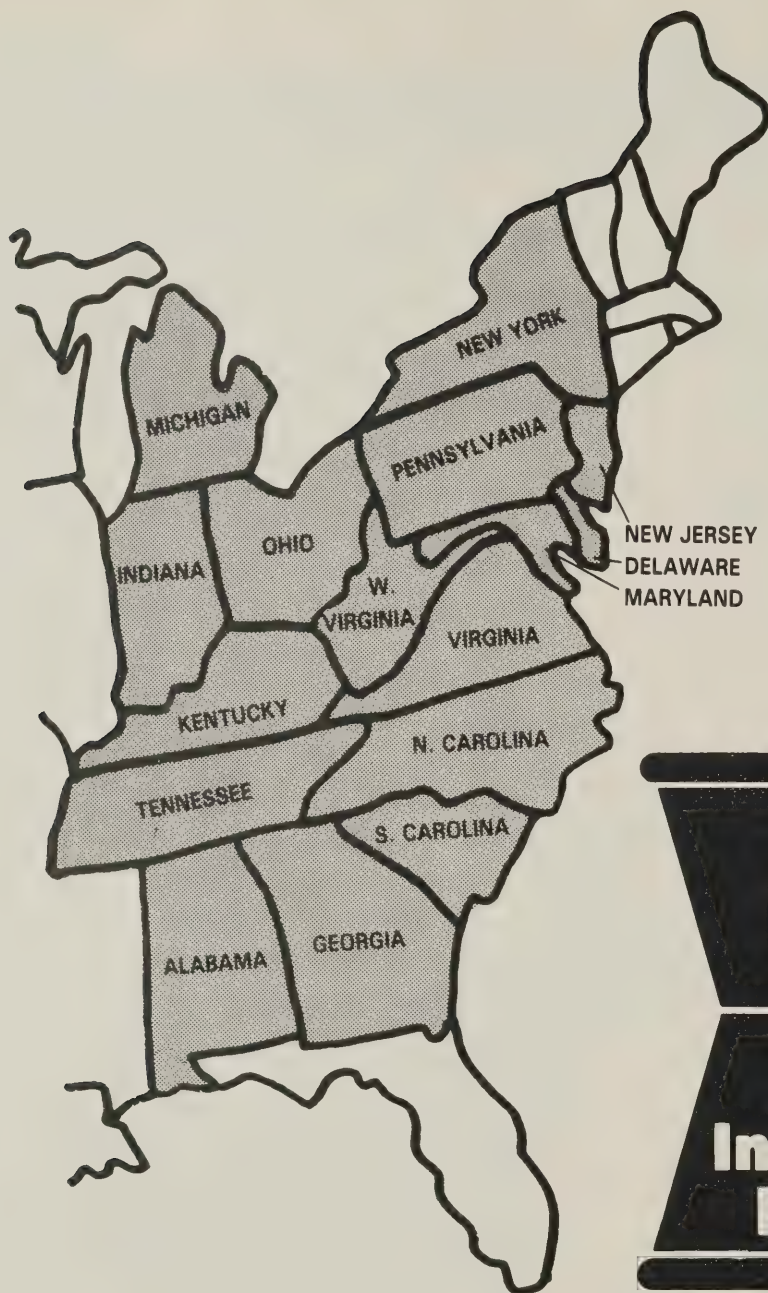 NEW YORK
MICHIGAN
PENNSYLVANIA
NEW JERSEY
DELAWARE
MARYLAND
OHIO
INDIANA
W.
VIRGINIA
VIRGINIA
KENTUCKY
N. CAROLINA
TENNESSEE
S. CAROLINA
GEORGIA
ALABAMA